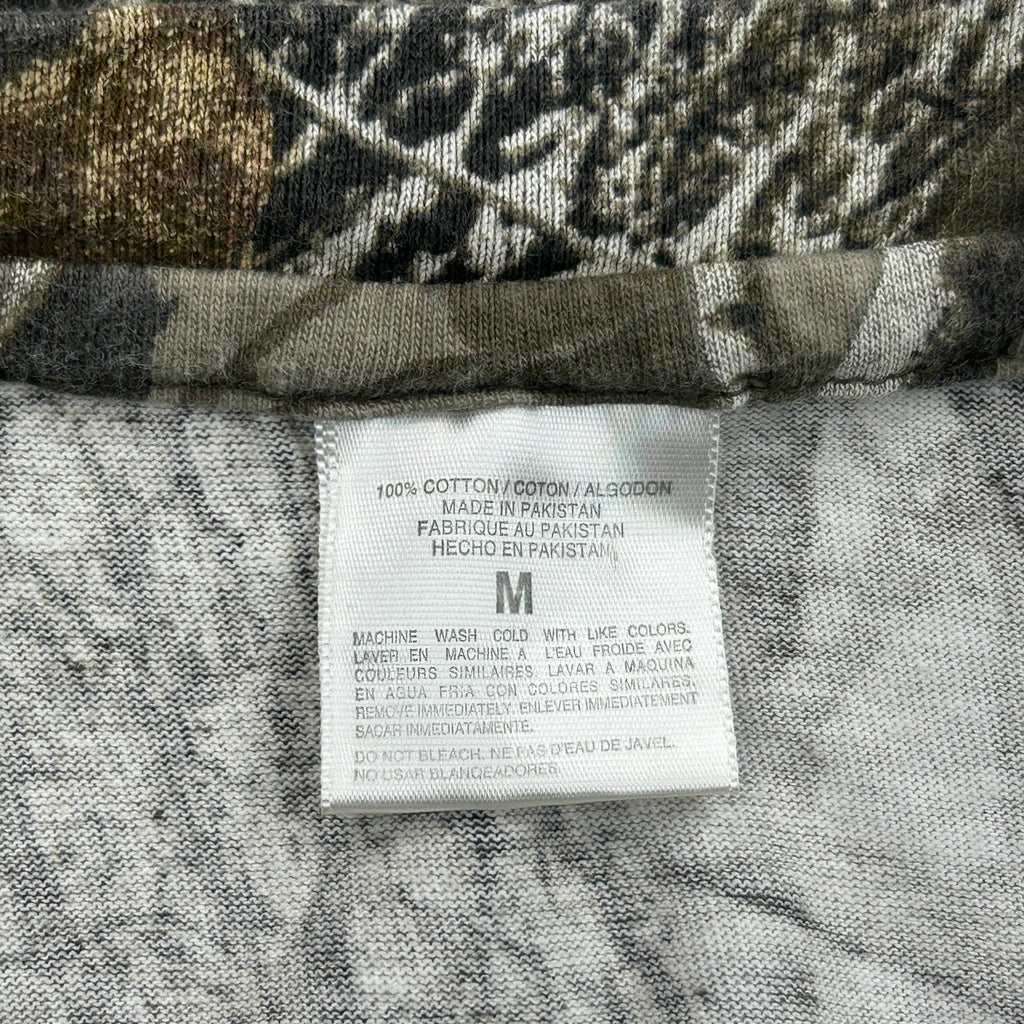 100% COTTON / COTON / ALGODON
MADE IN PAKISTAN
FABRIQUE AU PAKISTAN
HECHO EN PAKISTAN
M
MACHINE WASH COLD WITH LIKE COLORS.
LAVER EN MACHINE A L'EAU FROIDE AVEC
COULEURS SIMILAIRES. LAVAR A MAQUINA
EN AGUA FRIA CON COLORES SIMILARES.
REMOVE IMMEDIATELY. ENLEVER IMMEDIATEMENT
SACAR INMEDIATAMENTE.
DO NOT BLEACH. NE PAS D'EAU DE JAVEL.
NO USAR BLANQEADORES